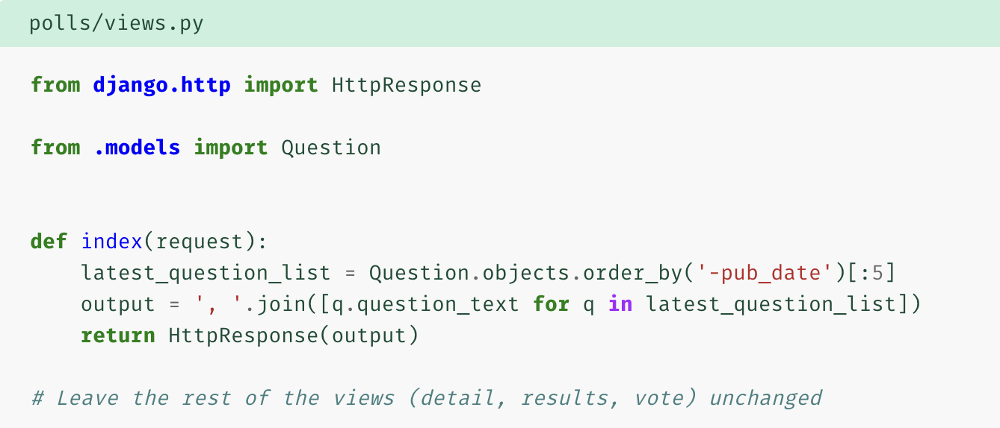 polls/views.py
from django.http import HttpResponse
from .models import Question
def index(request):
    latest_question_list = Question.objects.order_by('-pub_date')[:5]
    output = ', '.join([q.question_text for q in latest_question_list])
    return HttpResponse(output)
# Leave the rest of the views (detail, results, vote) unchanged